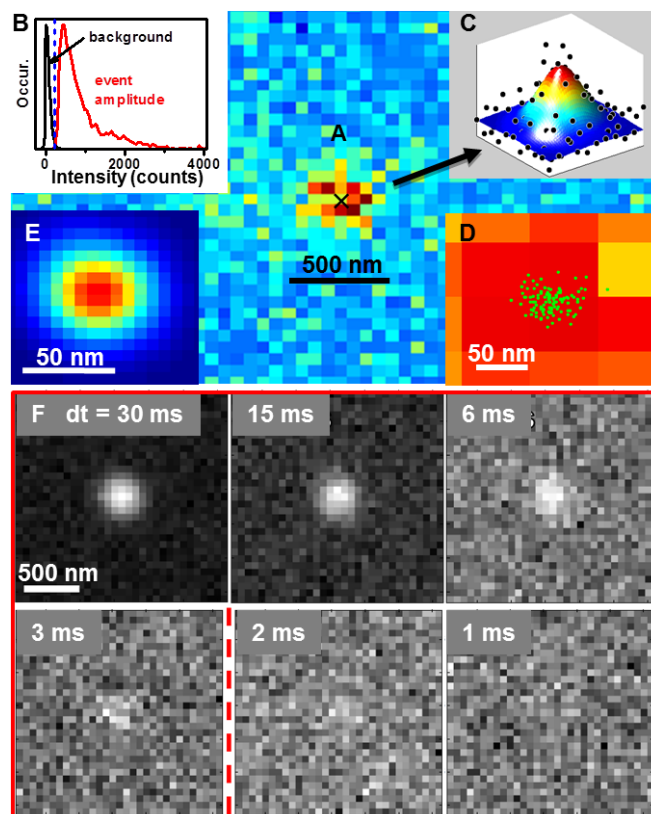 B
background
event
amplitude
Occur.
0
2000
4000
Intensity (counts)
A
500 nm
C
E
50 nm
D
50 nm
F dt = 30 ms
15 ms
6 ms
500 nm
3 ms
2 ms
1 ms